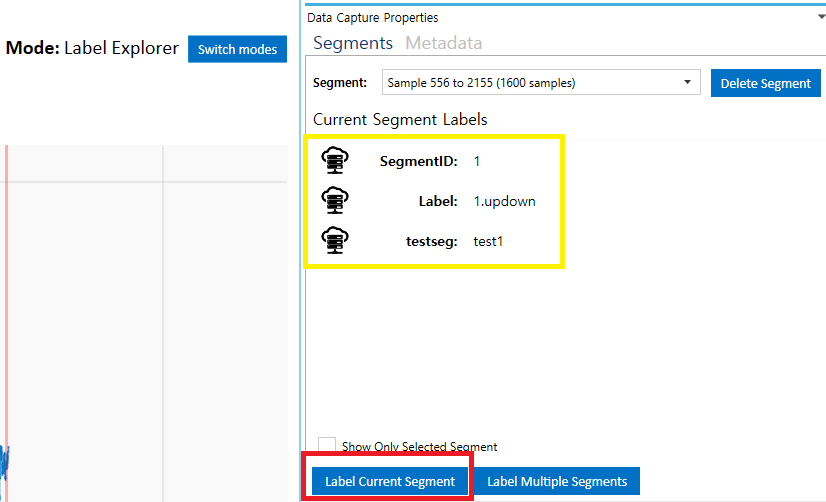 Data Capture Properties
Mode: Label Explorer Switch modes
Segments Metadata
Segment: Sample 556 to 2155 (1600 samples) Delete Segment
Current Segment Labels
SegmentID: 1
Label: 1.updown
testseg: test1
Show Only Selected Segment
Label Current Segment Label Multiple Segments